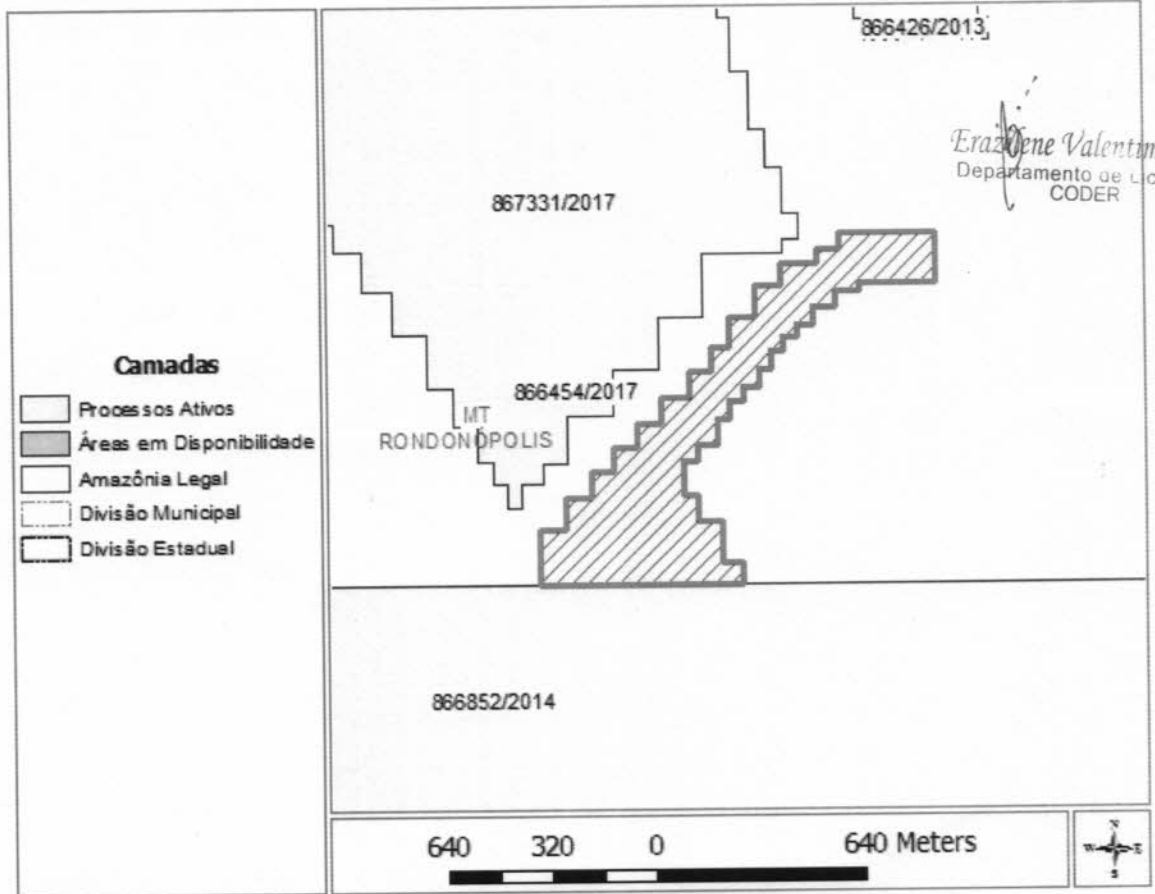 Camadas
Processos Ativos
Áreas em Disponibilidade
Amazônia Legal
Divisão Municipal
Divisão Estadual
866426/2013
Valentim
Departamento de
CODER
867331/2017
866454/2017
MT
RONDONÓPOLIS
866852/2014
640 320 0 640 Meters
N
W E
S